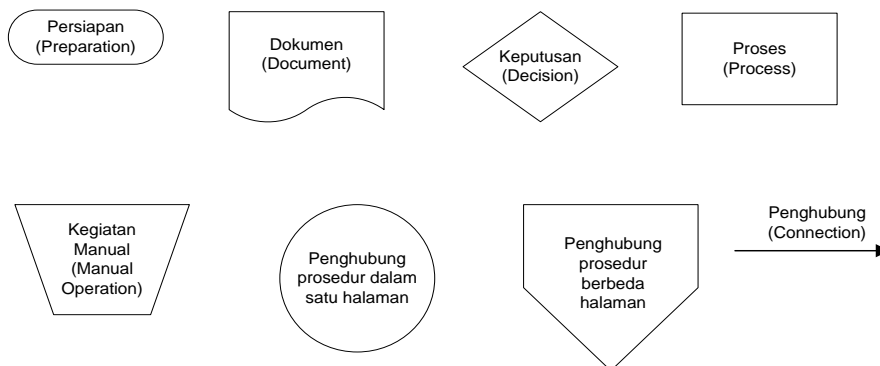 Persiapan
(Preparation)
Dokumen
(Document)
Keputusan
(Decision)
Proses
(Process)
Kegiatan
Manual
(Manual
Operation)
Penghubung
prosedur dalam
satu halaman
Penghubung
prosedur
berbeda
halaman
Penghubung
(Connection)